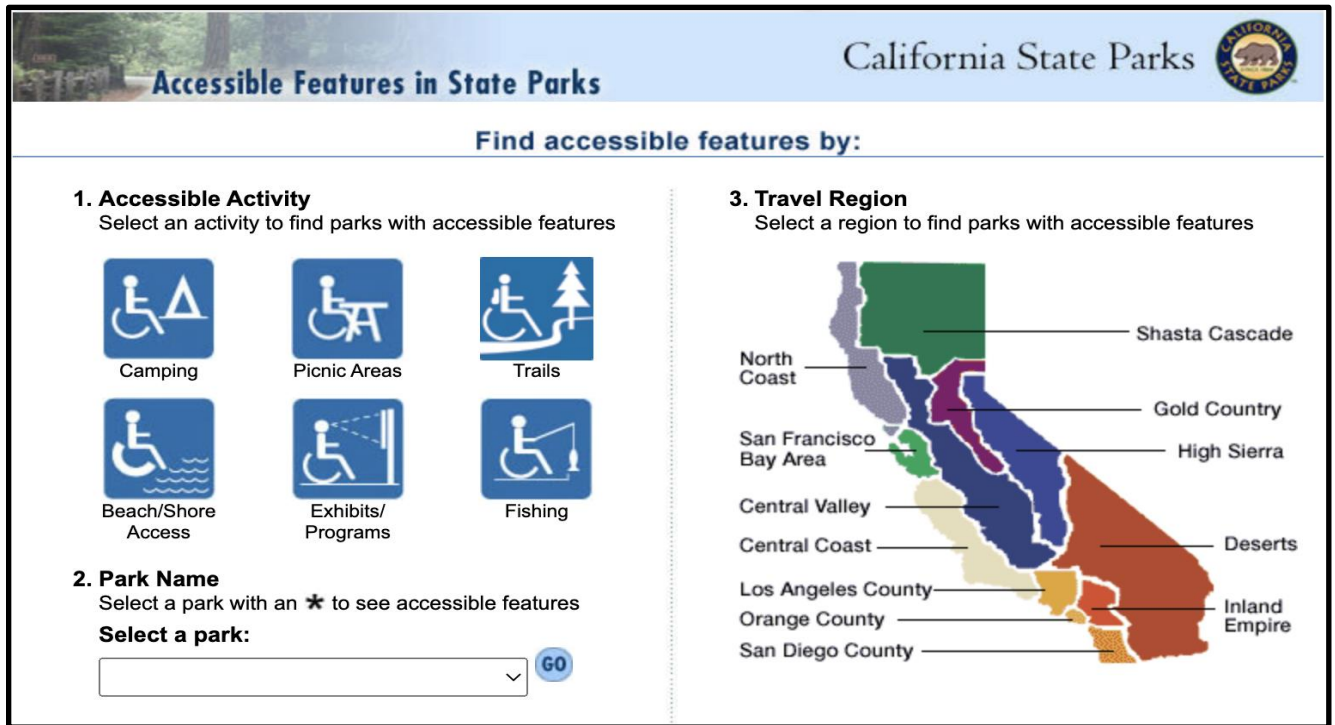 Accessible Features in State Parks
California State Parks
CALIFORNIA
STATE PARKS
Find accessible features by:
1. Accessible Activity
Select an activity to find parks with accessible features
Camping
Picnic Areas
Trails
Beach/Shore
Access
Exhibits/
Programs
Fishing
2. Park Name
Select a park with an * to see accessible features
Select a park:
GO
3. Travel Region
Select a region to find parks with accessible features
Shasta Cascade
North
Coast
Gold Country
San Francisco
Bay Area
High Sierra
Central Valley
Central Coast
Deserts
Los Angeles County
Orange County
Inland
Empire
San Diego County